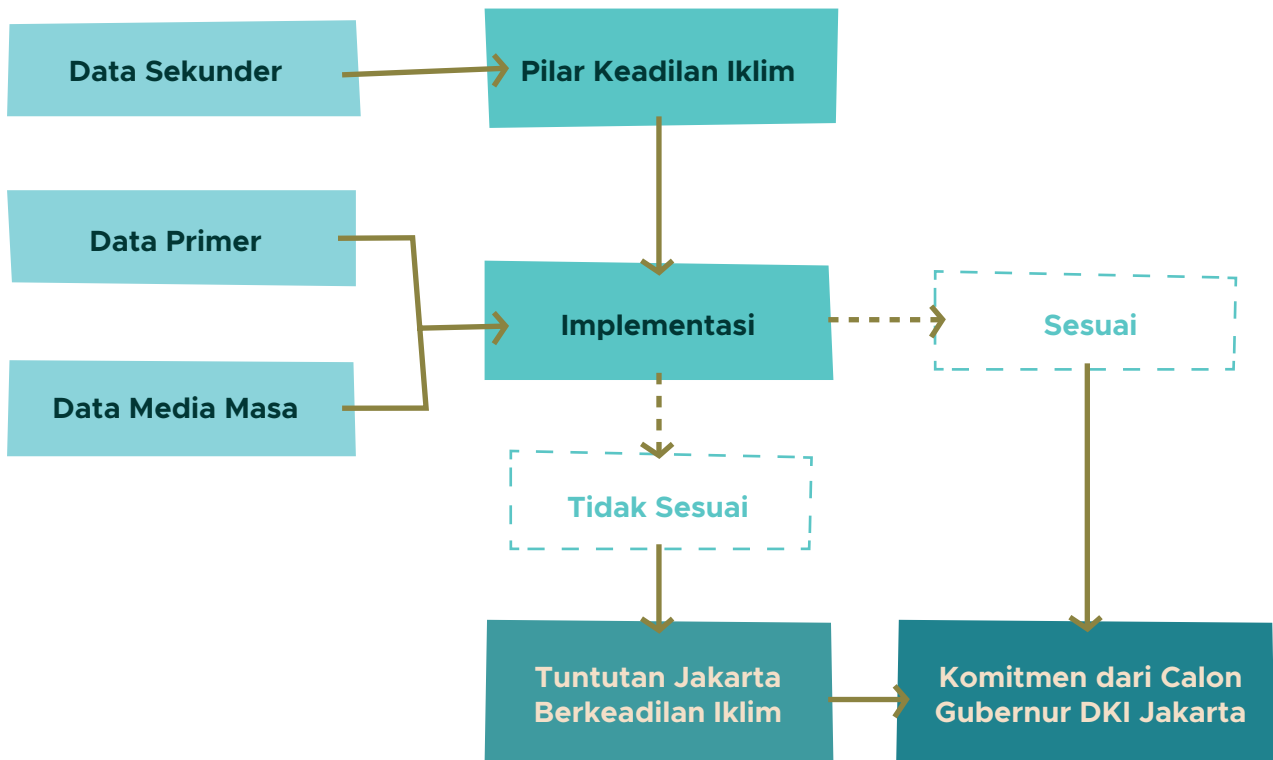 Data Sekunder
Pilar Keadilan Iklim
Data Primer
Implementasi
Sesuai
Data Media Masa
Tidak Sesuai
Tuntutan Jakarta
Berkeadilan Iklim
Komitmen dari Calon
Gubernur DKI Jakarta